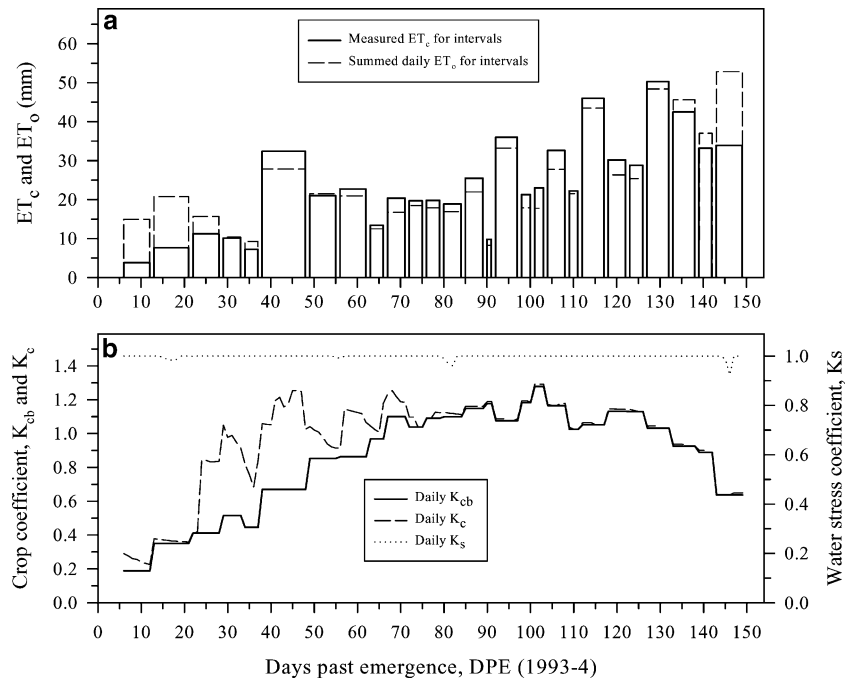 a
60
50
40
30
20
10
0
ETc and ETo (mm)
Measured ETc for intervals
Summed daily ETo for intervals
0 10 20 30 40 50 60 70 80 90 100 110 120 130 140 150
b
1.4
1.2
1.0
0.8
0.6
0.4
0.2
0.0
Crop coefficient, Kcb and Kc
Daily Kcb
Daily Kc
Daily Ks
1.0
0.8
0.6
0.4
0.2
0.0
Water stress coefficient, Ks
0 10 20 30 40 50 60 70 80 90 100 110 120 130 140 150
Days past emergence, DPE (1993-4)